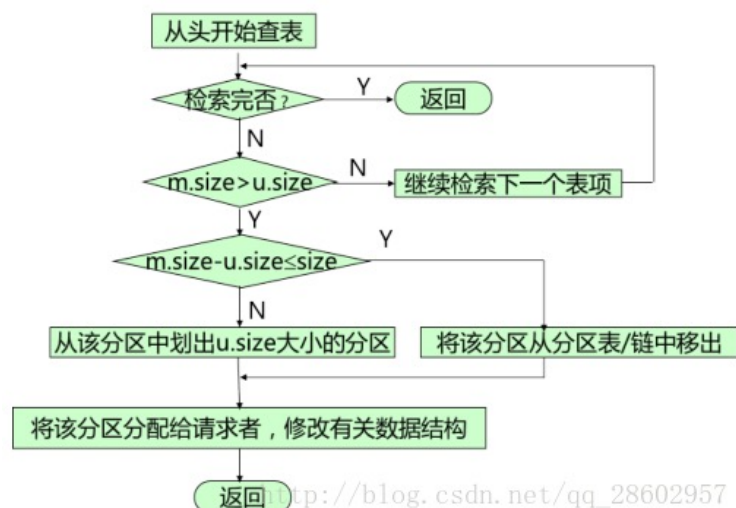 从头开始查表
检索完否？
Y
返回
N
m.size>u.size
N
继续检索下一个表项
Y
Y
m.size-u.size≤size
N
从该分区中划出u.size大小的分区
将该分区从分区表/链中移出
将该分区分配给请求者，修改有关数据结构
返回
http://blog.csdn.net/qq_28602957